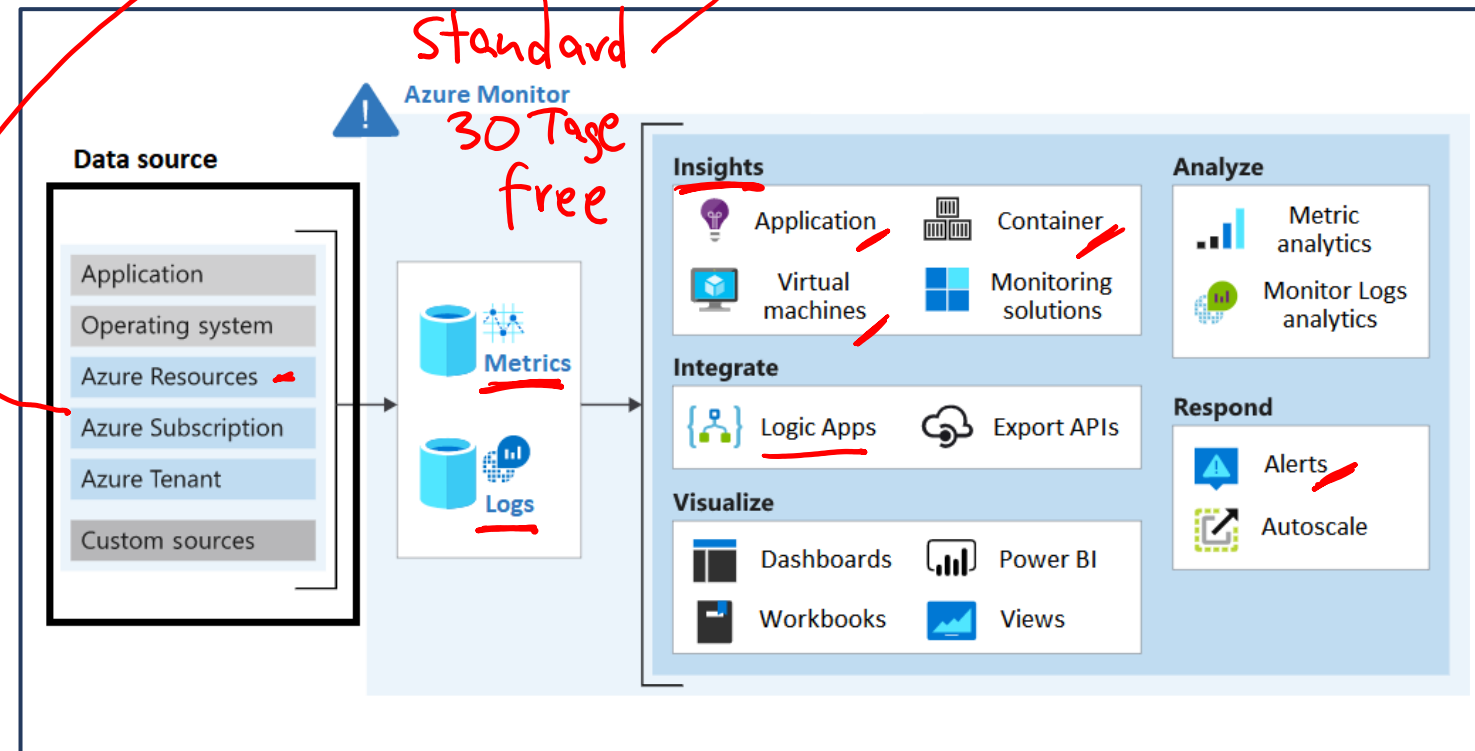 Standard
Azure Monitor
30 Tage
free
Data source
Application
Operating system
Azure Resources
Azure Subscription
Azure Tenant
Custom sources
Metrics
Logs
Insights
Application
Container
Virtual
machines
Monitoring
solutions
Integrate
Logic Apps
Export APIs
Visualize
Dashboards
Power BI
Workbooks
Views
Analyze
Metric
analytics
Monitor Logs
analytics
Respond
Alerts
Autoscale